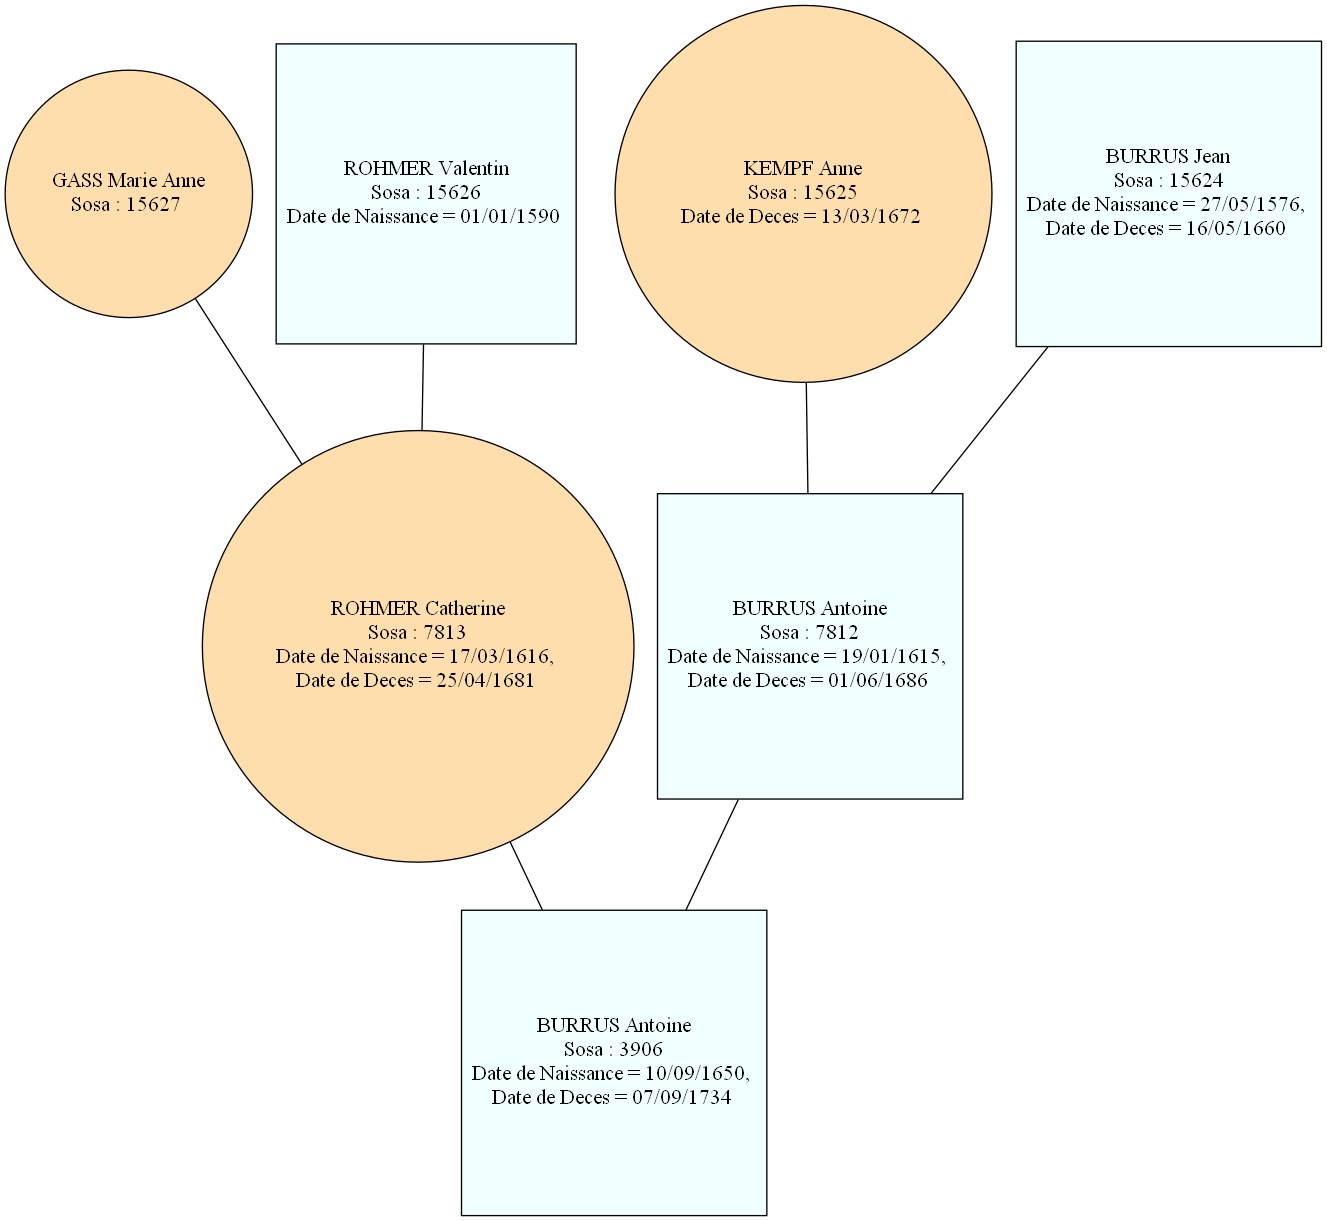 GASS Marie Anne
Sosa : 15627
ROHMER Valentin
Sosa : 15626
Date de Naissance = 01/01/1590
KEMPF Anne
Sosa : 15625
Date de Deces = 13/03/1672
BURRUS Jean
Sosa : 15624
Date de Naissance = 27/05/1576,
Date de Deces = 16/05/1660
ROHMER Catherine
Sosa : 7813
Date de Naissance = 17/03/1616,
Date de Deces = 25/04/1681
BURRUS Antoine
Sosa : 7812
Date de Naissance = 19/01/1615,
Date de Deces = 01/06/1686
BURRUS Antoine
Sosa : 3906
Date de Naissance = 10/09/1650,
Date de Deces = 07/09/1734